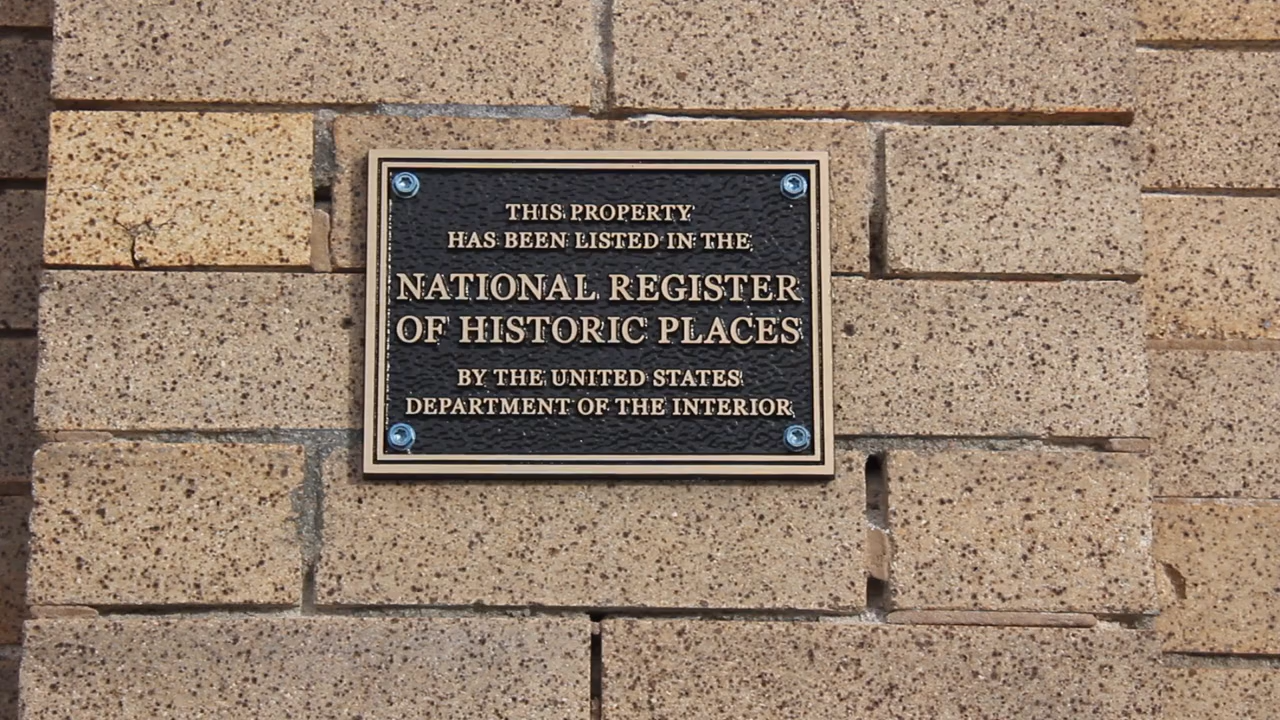 THIS PROPERTY
HAS BEEN LISTED IN THE
NATIONAL REGISTER
OF HISTORIC PLACES
BY THE UNITED STATES
DEPARTMENT OF THE INTERIOR